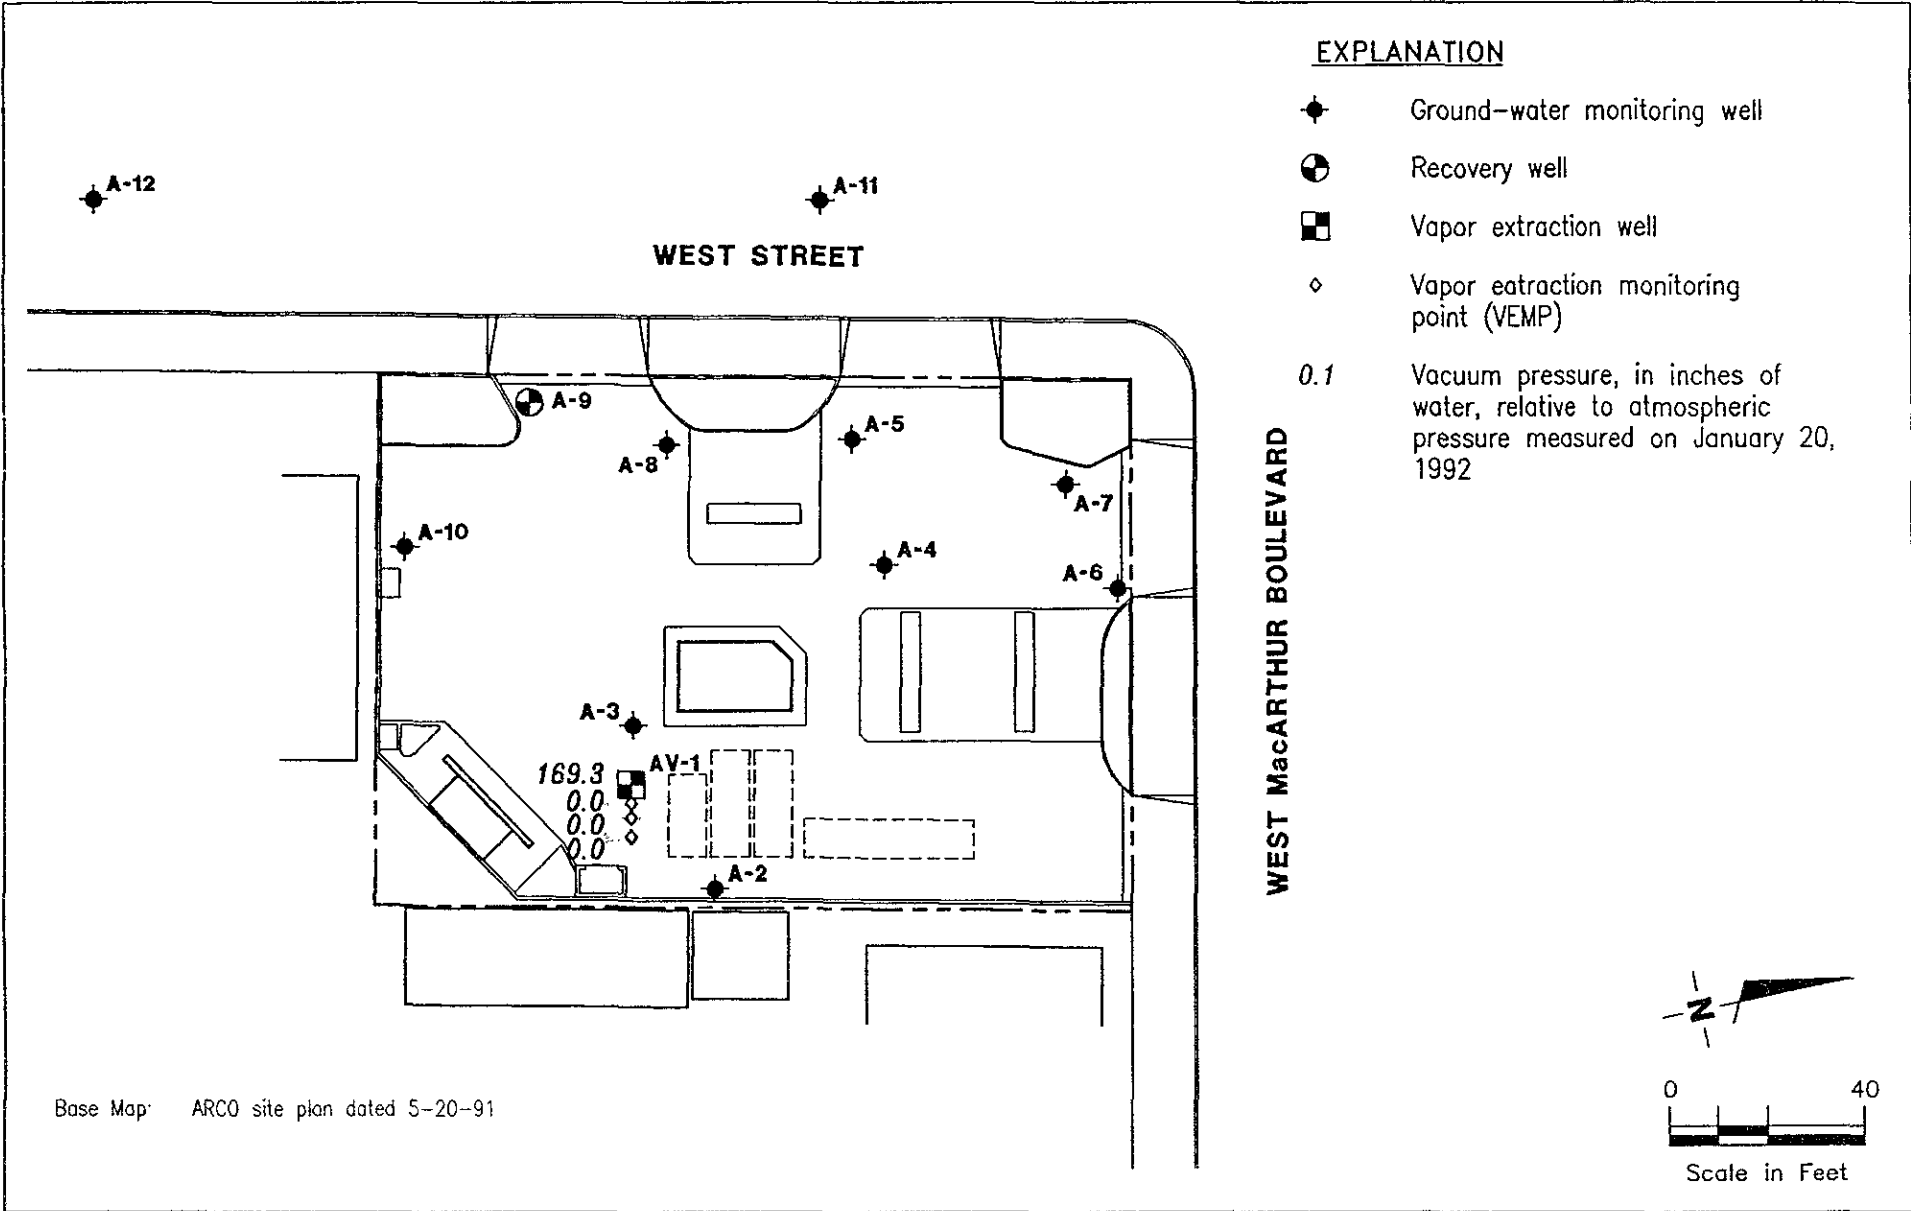 EXPLANATION
Ground-water monitoring well
Recovery well
Vapor extraction well
Vapor eatraction monitoring
point (VEMP)
0.1 Vacuum pressure, in inches of
water, relative to atmospheric
pressure measured on January 20,
1992
A-12
A-11
WEST STREET
A-9
A-5
A-8
A-7
A-10
A-4
A-6
WEST MacARTHUR BOULEVARD
A-3
AV-1
169.3
0.0
0.0
0.0
A-2
N
0 40
Scale in Feet
Base Map: ARCO site plan dated 5-20-91